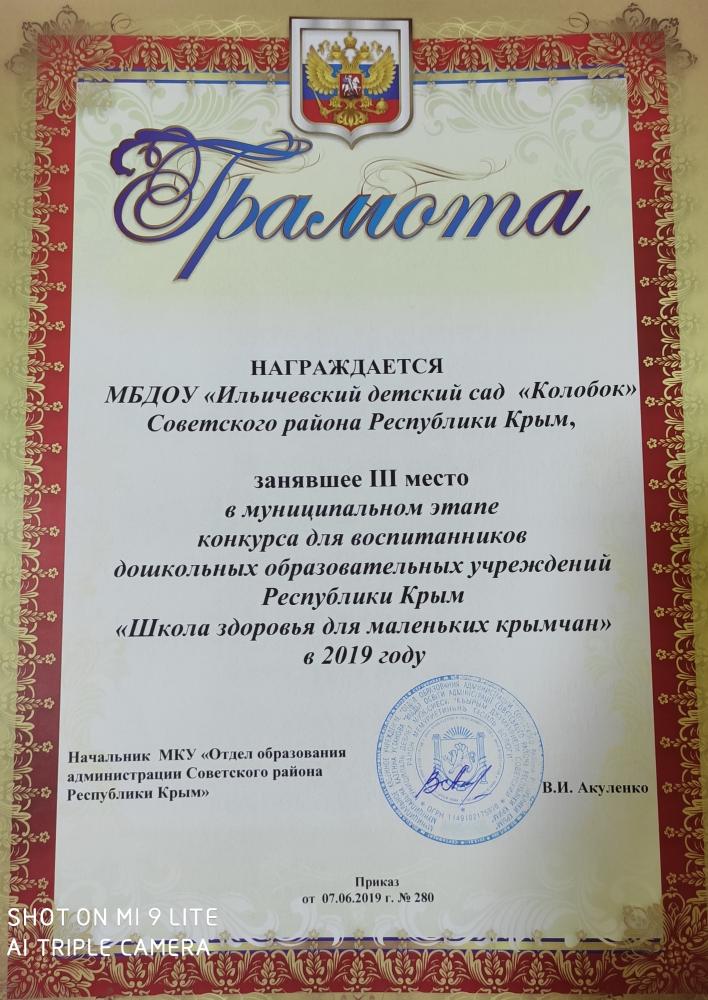 Грамота
НАГРАЖДАЕТСЯ
МБДОУ «Ильичевский детский сад «Колобок»
Советского района Республики Крым,
занявшее III место
в муниципальном этапе
конкурса для воспитанников
дошкольных образовательных учреждений
Республики Крым
«Школа здоровья для маленьких крымчан»
в 2019 году
Начальник МКУ «Отдел образования
администрации Советского района
Республики Крым»
В.И. Акуленко
Приказ
от 07.06.2019 г. № 280
SHOT ON MI 9 LITE
AI TRIPLE CAMERA